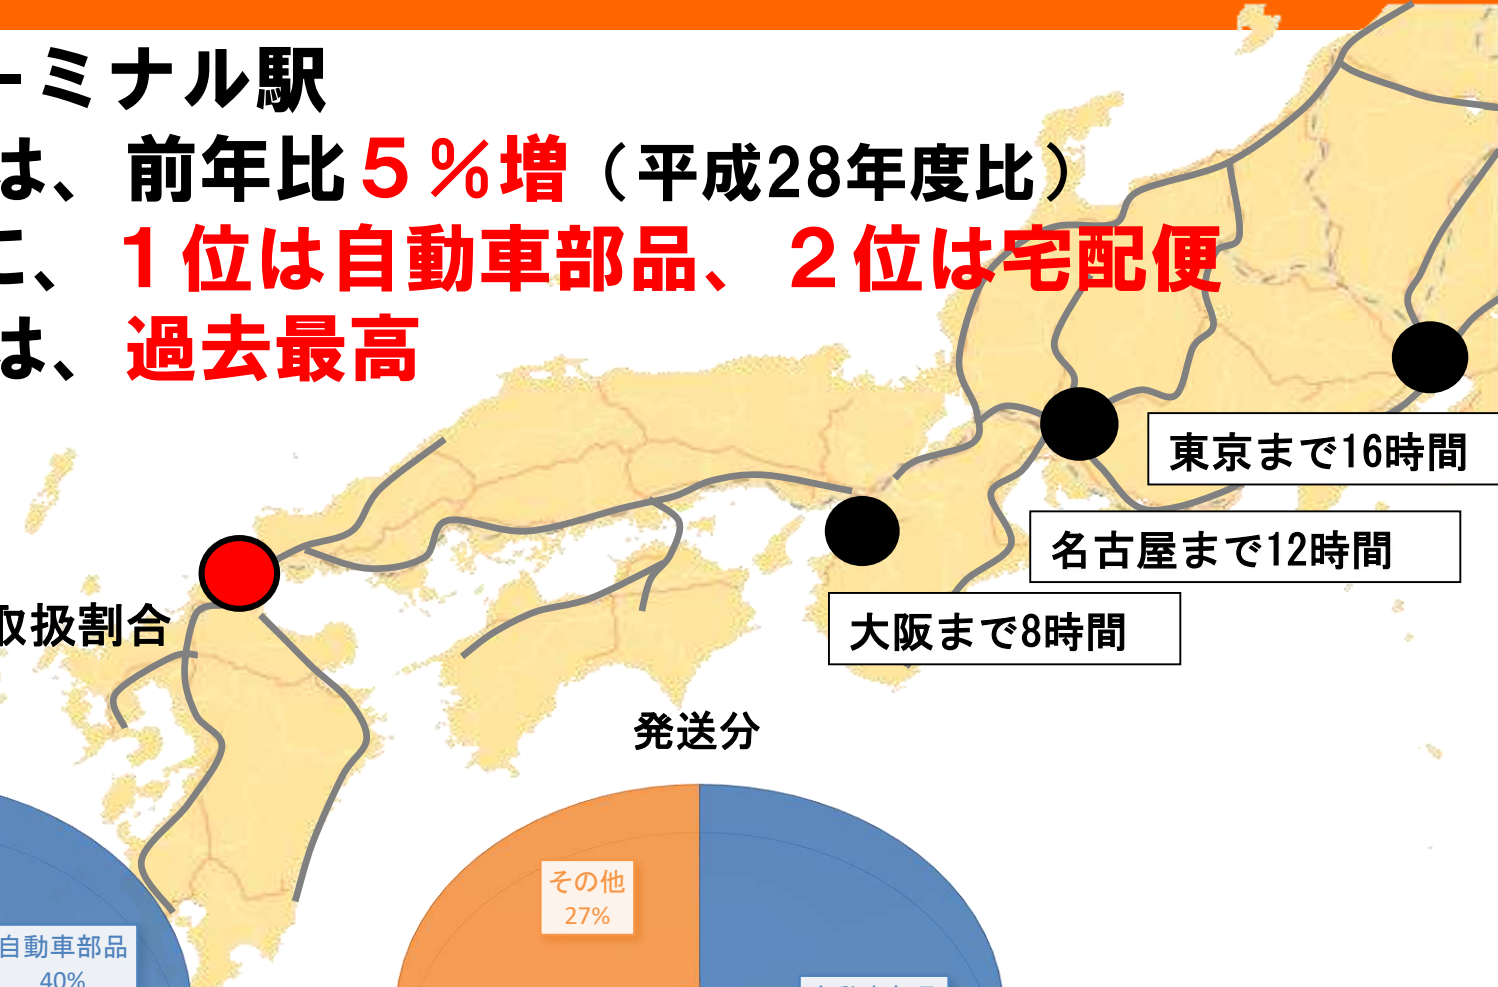 ーミナル駅
は、前年比５％増（平成28年度比）
に、１位は自動車部品、２位は宅配便
は、過去最高
東京まで16時間
名古屋まで12時間
大阪まで8時間
取扱割合
発送分
その他
27%
自動車部品
40%